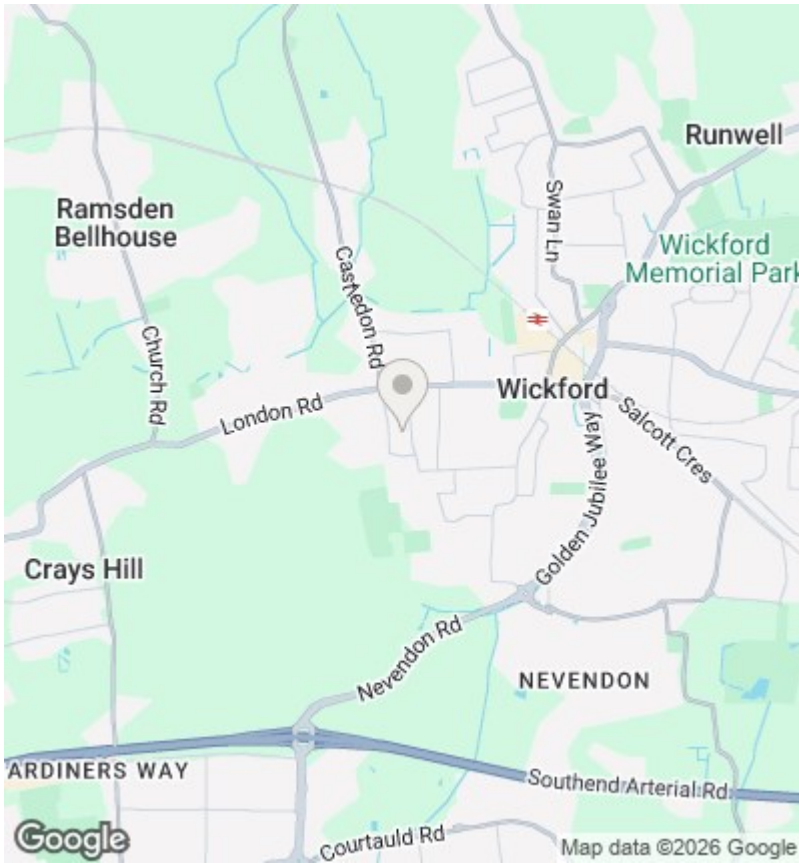 Runwell
Ramsden
Bellhouse
Swan Ln
Wickford
Memorial Park
Castledon Rd
Church Rd
London Rd
Wickford
Salcott Cres
Golden Jubilee Way
Crays Hill
Nevendon Rd
NEVENDON
ARDINERS WAY
Southend Arterial Rd
Courtauld Rd
Google
Map data ©2026 Google